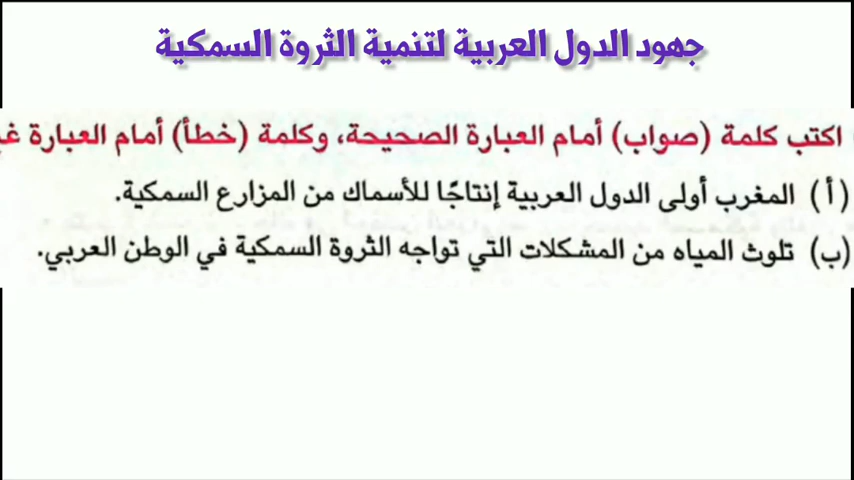 جهود الدول العربية لتنمية الثروة السمكية
اكتب كلمة (صواب) أمام العبارة الصحيحة، وكلمة (خطأ) أمام العبارة
(أ) المغرب أولى الدول العربية إنتاجًا للأسماك من المزارع السمكية.
(ب) تلوث المياه من المشكلات التي تواجه الثروة السمكية في الوطن العربي.